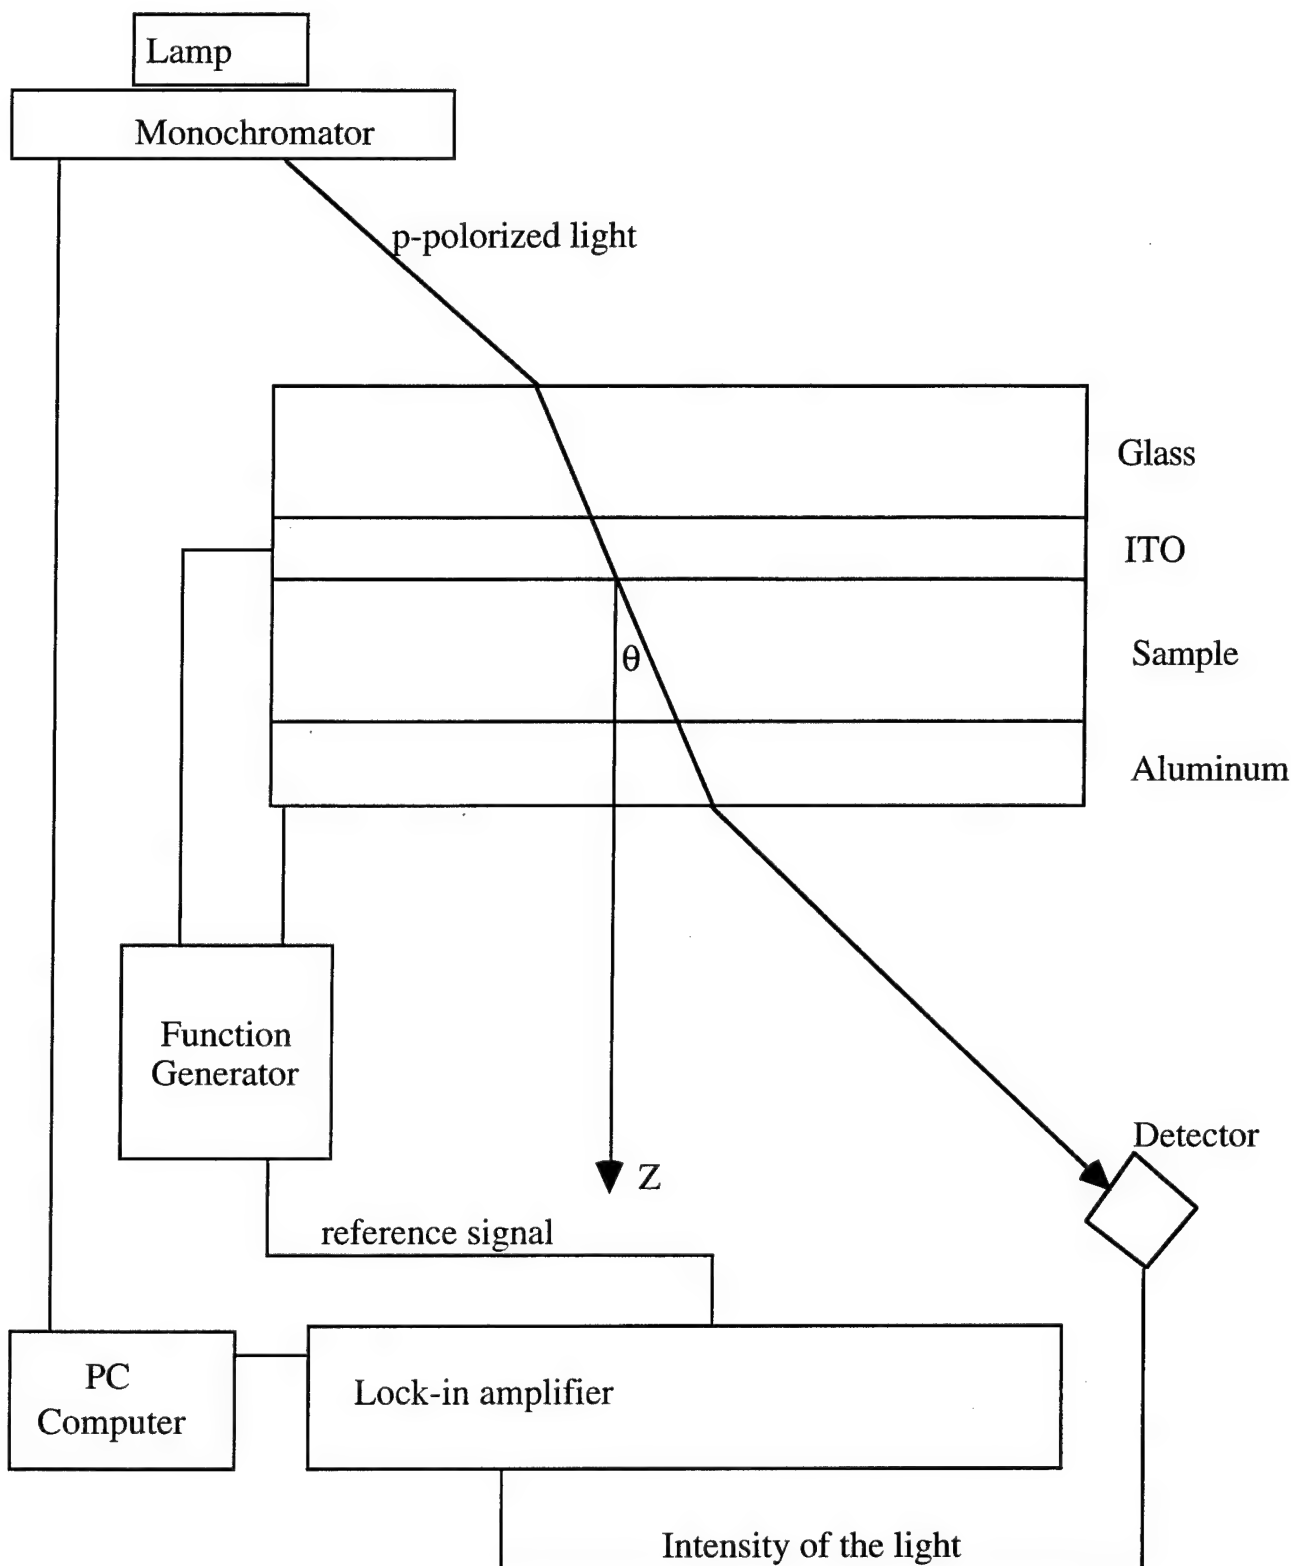 Lamp
Monochromator
p-polorized light
Glass
ITO
θ
Sample
Aluminum
Function
Generator
Detector
Z
reference signal
PC
Computer
Lock-in amplifier
Intensity of the light